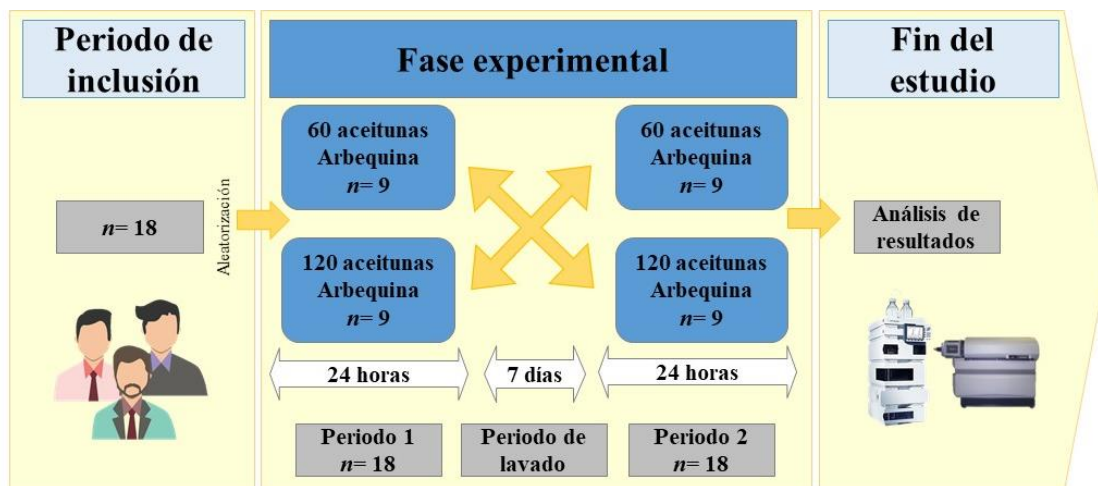 Periodo de
inclusión
n= 18
Aleatorización
Fase experimental
60 aceitunas
Arbequina
n= 9
120 aceitunas
Arbequina
n= 9
60 aceitunas
Arbequina
n= 9
120 aceitunas
Arbequina
n= 9
24 horas
7 días
24 horas
Periodo 1
n= 18
Periodo de
lavado
Periodo 2
n= 18
Fin del
estudio
Análisis de
resultados